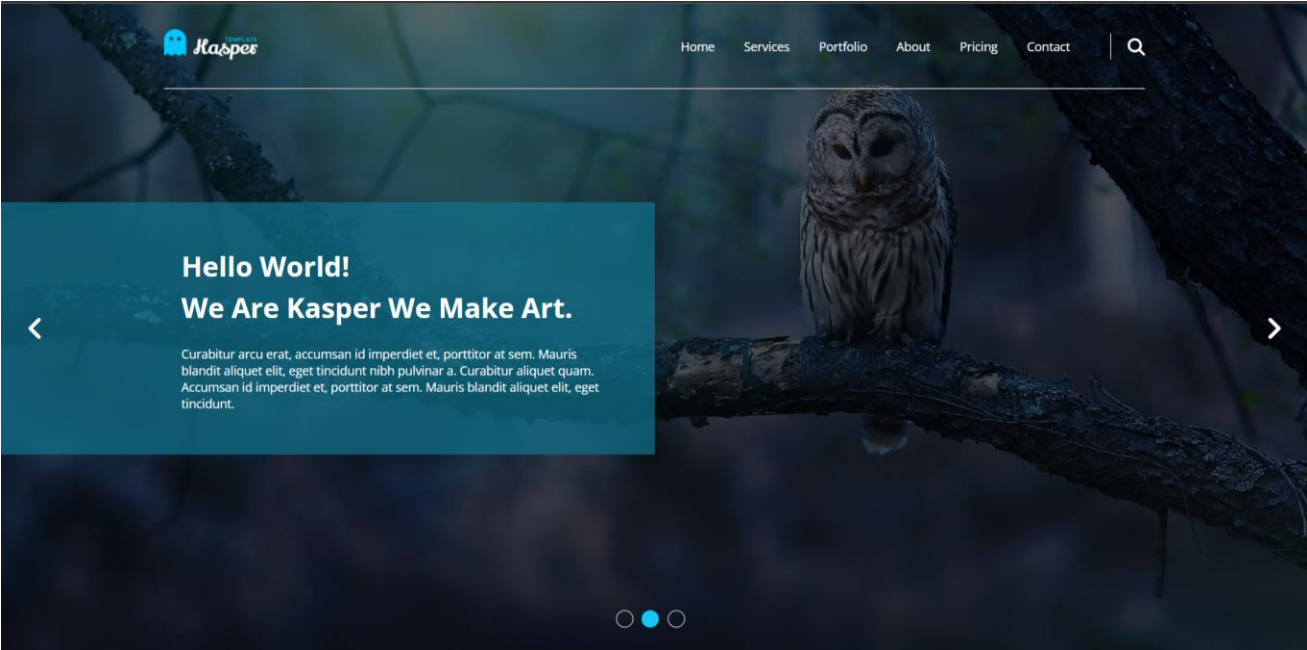 TEMPLATE
Kasper
Home Services Portfolio About Pricing Contact
Hello World!
We Are Kasper We Make Art.
Curabitur arcu erat, accumsan id imperdiet et, porttitor at sem. Mauris
blandit aliquet elit, eget tincidunt nibh pulvinar a. Curabitur aliquet quam.
Accumsan id imperdiet et, porttitor at sem. Mauris blandit aliquet elit, eget
tincidunt.